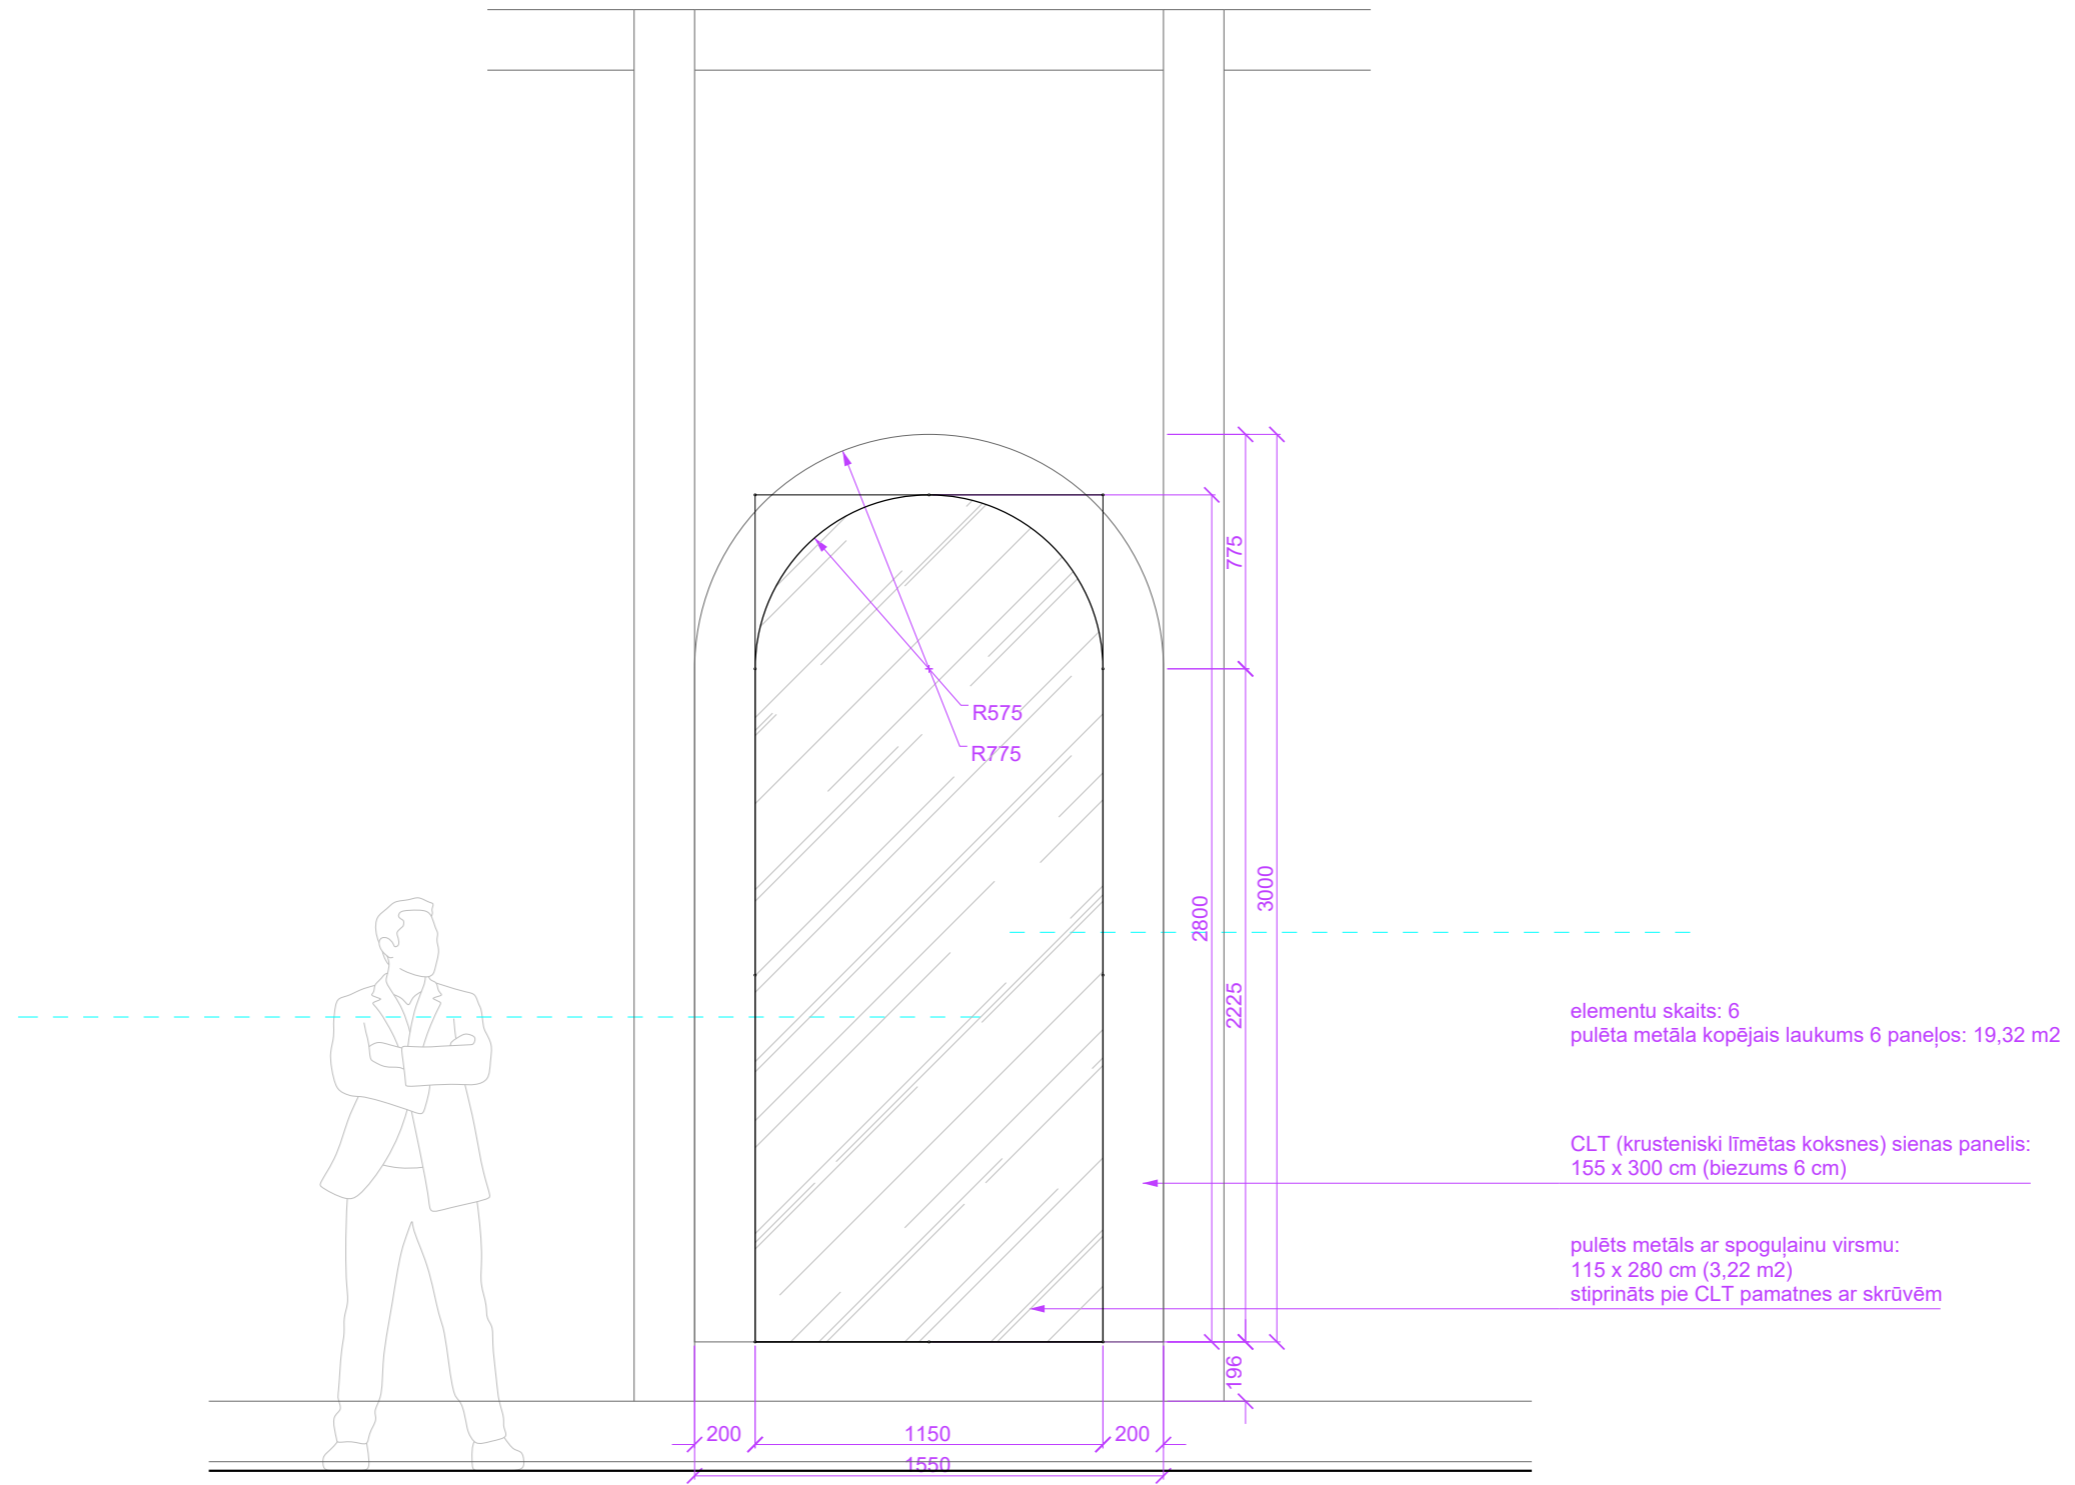 775
R575
R775
2800
3000
2225
elementu skaits: 6
pulēta metāla kopējais laukums 6 paneļos: 19,32 m2
CLT (krusteniski līmētas koksnes) sienas panelis:
155 x 300 cm (biezums 6 cm)
pulēts metāls ar spoguļainu virsmu:
115 x 280 cm (3,22 m2)
stiprināts pie CLT pamatnes ar skrūvēm
196
200 1150 200
1550